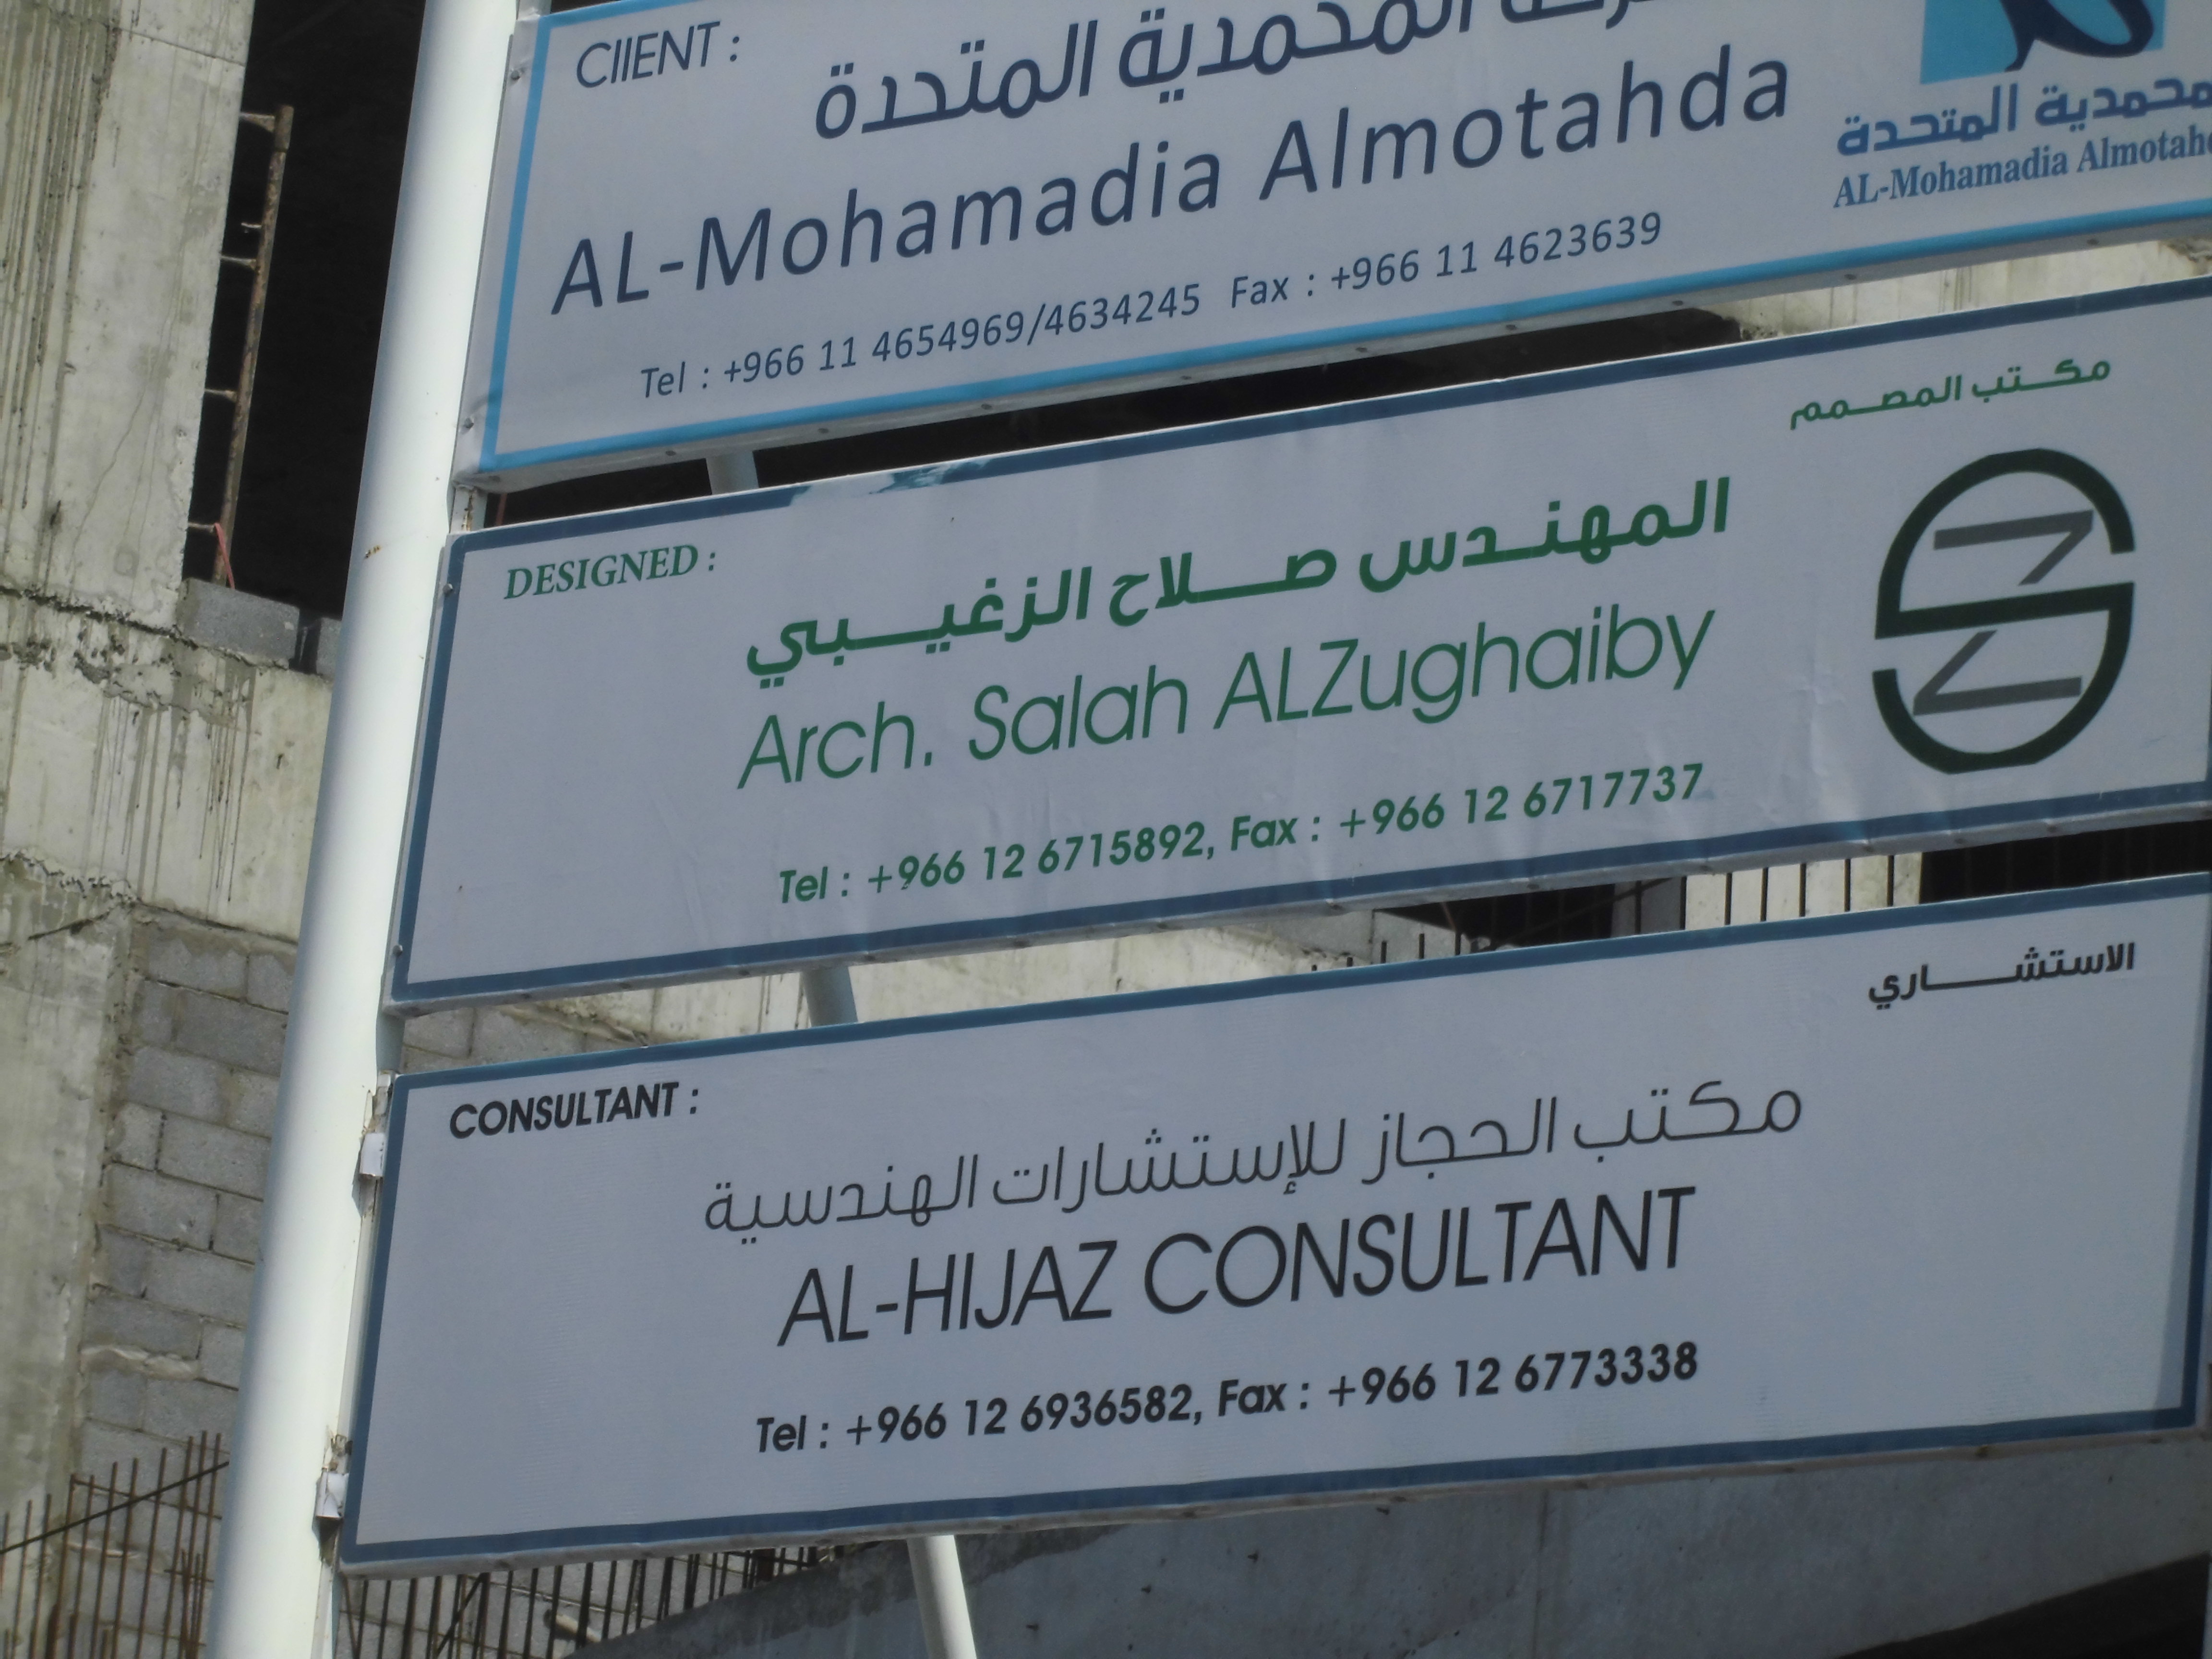 CIIENT :
المحمدية المتحدة
AL-Mohamadia Almotahda
Tel : +966 11 4654969/4634245 Fax : +966 11 4623639
المتحدة
AL-Mohamadia
مكتب المصمم
DESIGNED :
المهندس صلاح الزغيبي
Arch. Salah ALZughaiby
Tel : +966 12 6715892, Fax : +966 12 6717737
الاستشاري
CONSULTANT :
مكتب الحجاز للإستشارات الهندسية
AL-HIJAZ CONSULTANT
Tel : +966 12 6936582, Fax : +966 12 6773338